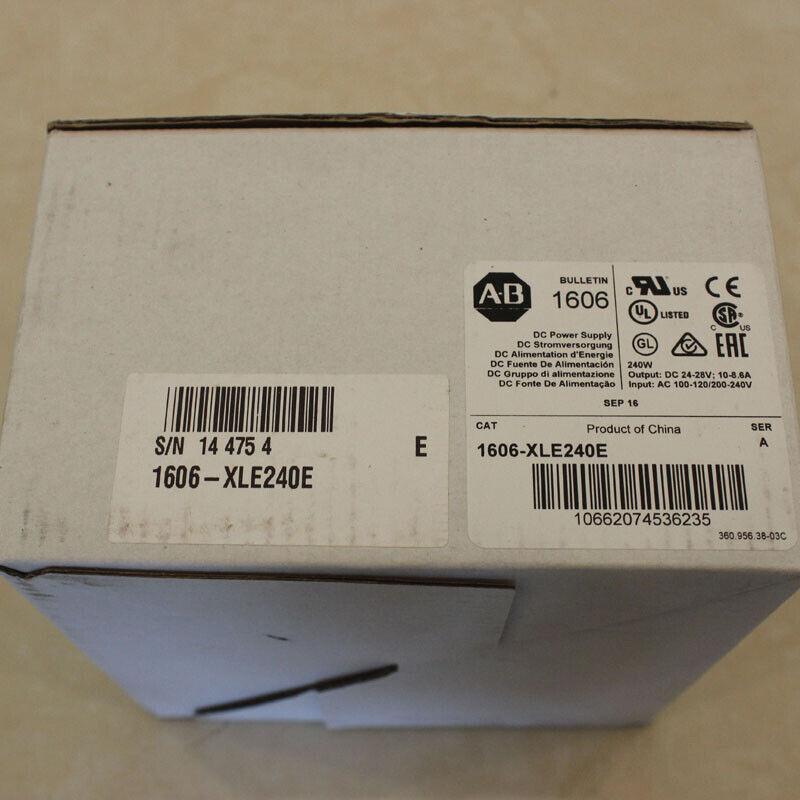 S/N 14 475 4
E
1606-XLE240E
A-B
BULLETIN
1606
DC Power Supply
DC Stromversorgung
DC Alimentation d'Energie
DC Fuente De Alimentación
DC Gruppo di alimentazione
DC Fonte De Alimentação
C UL US
CE
UL LISTED
SA® C US
GL
EAC
240W
Output: DC 24-28V; 10-8.6A
Input: AC 100-120/200-240V
SEP 16
CAT
Product of China
SER
1606-XLE240E
A
10662074536235
360.956.38-03C